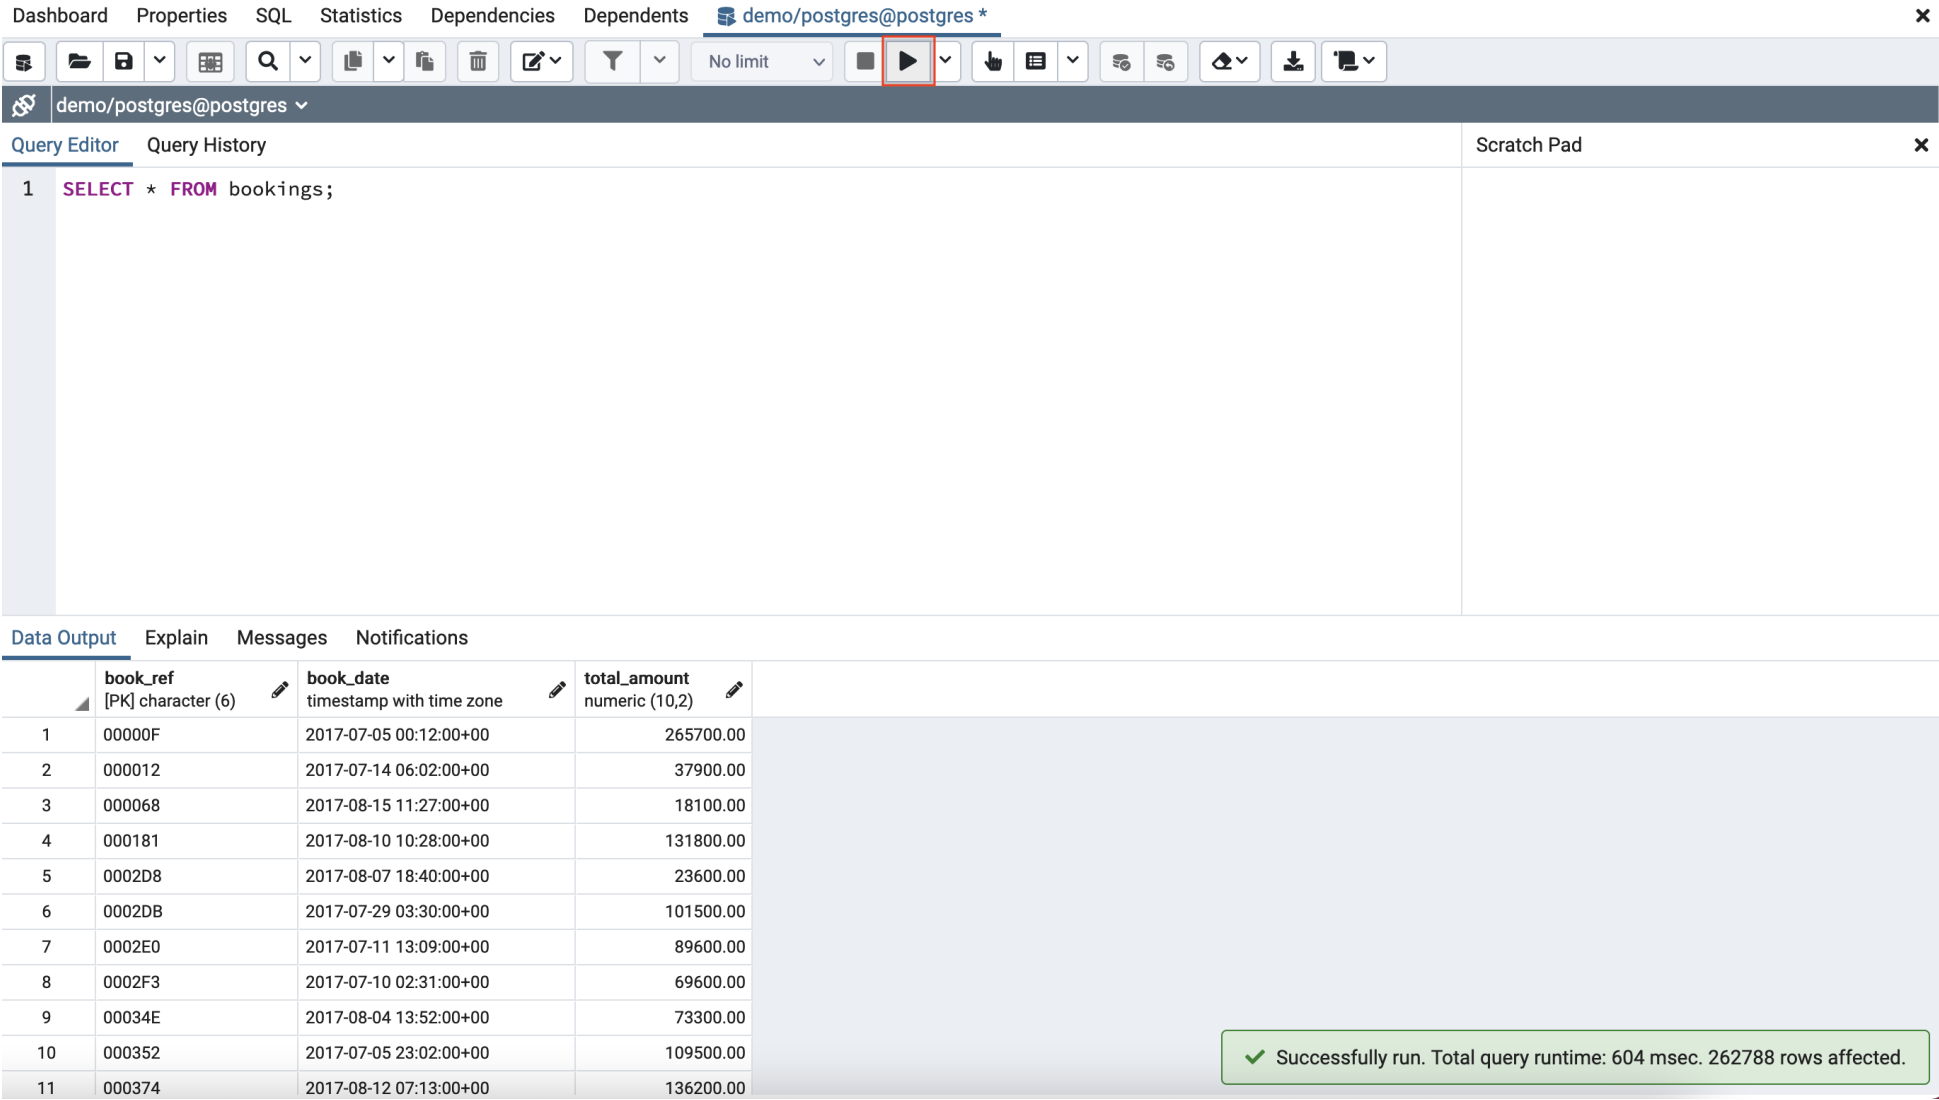 Dashboard Properties SQL Statistics Dependencies Dependents demo/postgres@postgres *
No limit
demo/postgres@postgres
Query Editor Query History Scratch Pad
1 SELECT * FROM bookings;
Data Output Explain Messages Notifications
book_ref book_date total_amount
[PK] character (6) timestamp with time zone numeric (10,2)
1 00000F 2017-07-05 00:12:00+00 265700.00
2 000012 2017-07-14 06:02:00+00 37900.00
3 000068 2017-08-15 11:27:00+00 18100.00
4 000181 2017-08-10 10:28:00+00 131800.00
5 0002D8 2017-08-07 18:40:00+00 23600.00
6 0002DB 2017-07-29 03:30:00+00 101500.00
7 0002E0 2017-07-11 13:09:00+00 89600.00
8 0002F3 2017-07-10 02:31:00+00 69600.00
9 00034E 2017-08-04 13:52:00+00 73300.00
10 000352 2017-07-05 23:02:00+00 109500.00
Successfully run. Total query runtime: 604 msec. 262788 rows affected.
11 000374 2017-08-12 07:13:00+00 136200.00